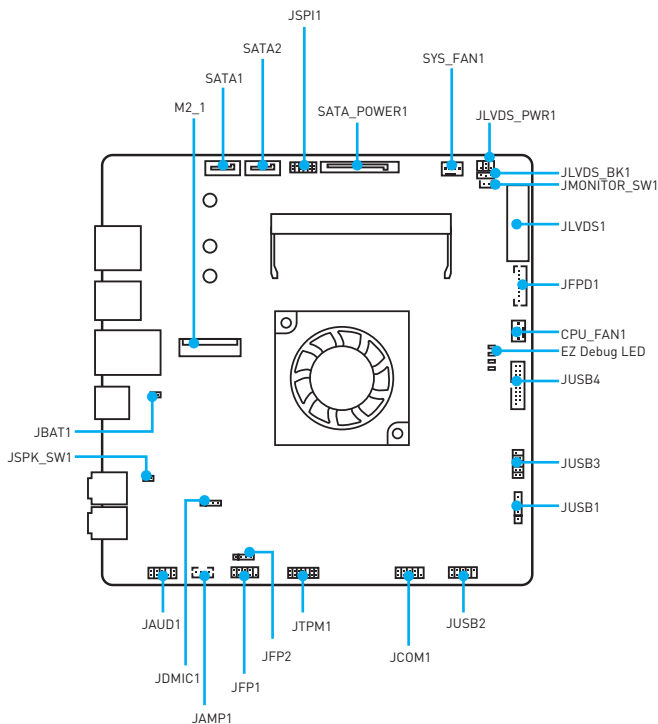 JSPI1
SATA2
SYS_FAN1
SATA1
M2_1
SATA_POWER1
JLVDS_PWR1
JLVDS_BK1
JMONITOR_SW1
JLVDS1
JFPD1
CPU_FAN1
EZ Debug LED
JUSB4
JBAT1
JSPK_SW1
JUSB3
JUSB1
JAUD1
JTPM1
JUSB2
JFP2
JCOM1
JDMIC1
JFP1
JAMP1